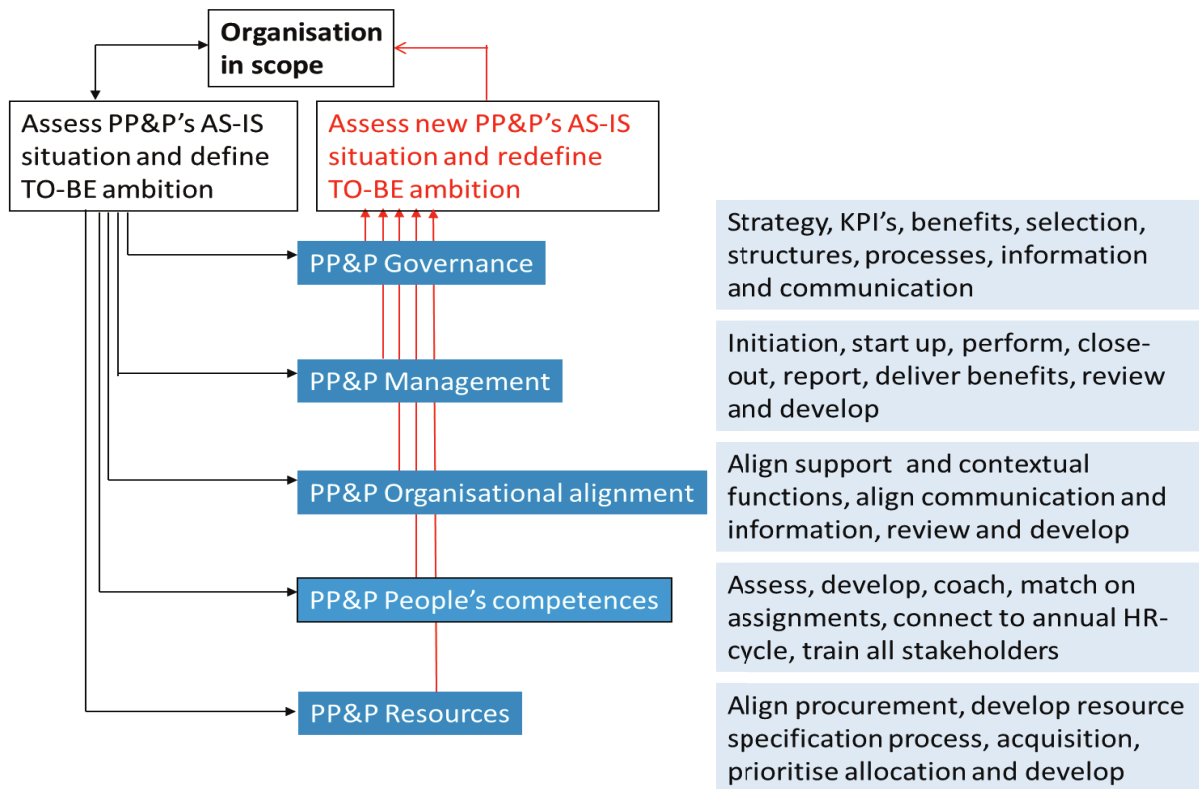 Organisation
in scope
Assess PP&P's AS-IS
situation and define
TO-BE ambition
Assess new PP&P's AS-IS
situation and redefine
TO-BE ambition
PP&P Governance
Strategy, KPI's, benefits, selection,
structures, processes, information
and communication
PP&P Management
Initiation, start up, perform, close-
out, report, deliver benefits, review
and develop
PP&P Organisational alignment
Align support and contextual
functions, align communication and
information, review and develop
PP&P People's competences
Assess, develop, coach, match on
assignments, connect to annual HR-
cycle, train all stakeholders
PP&P Resources
Align procurement, develop resource
specification process, acquisition,
prioritise allocation and develop